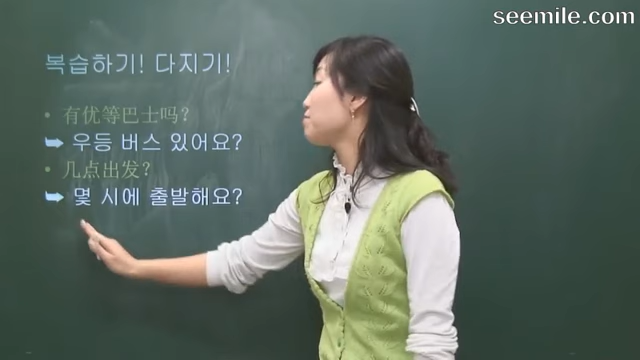 seemile.com
복습하기! 다지기!
• 有优等巴士吗?
➥ 우등 버스 있어요?
• 几点出发?
➥ 몇 시에 출발해요?